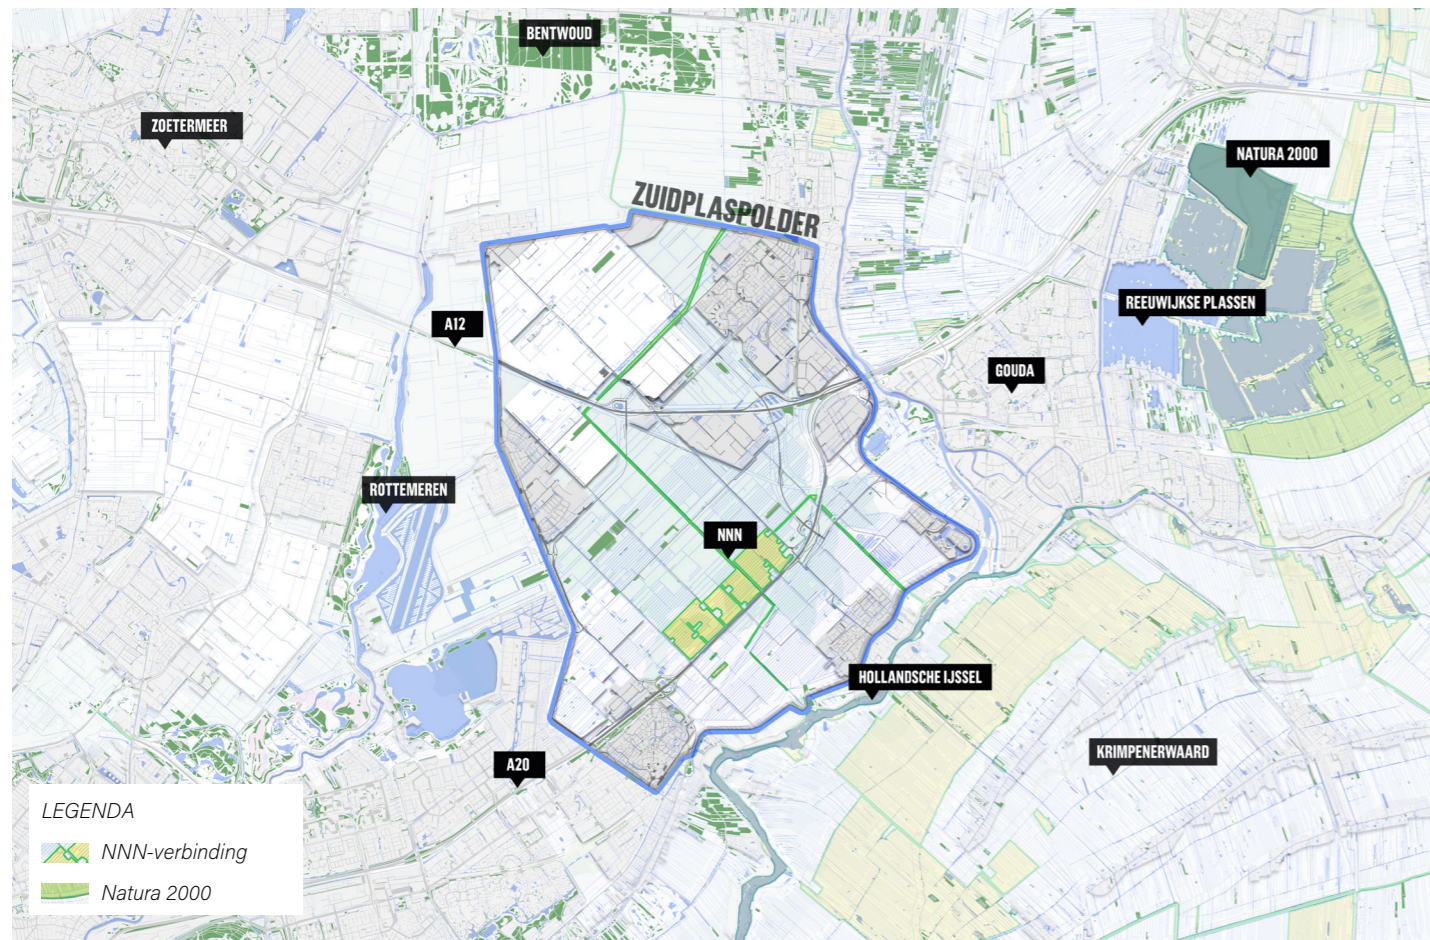 BENTWOUD
ZOETERMEER
NATURA 2000
ZUIDPLASPOLDER
REEUWIJKSE PLASSEN
A12
GOUDA
ROTTEMEREN
NNN
HOLLANDSCHE IJSSEL
KRIMPENERWAARD
A20
LEGENDA
NNN-verbinding
Natura 2000